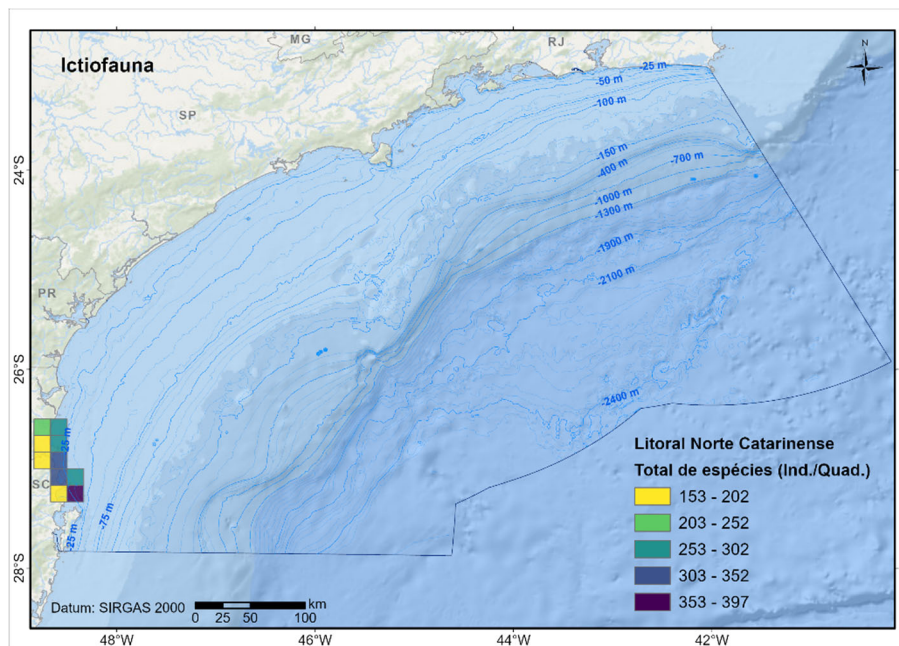 MG
RJ
N
Ictiofauna
-25 m
-50 m
-100 m
SP
24°S
-150 m
-400 m
-700 m
-1000 m
-1300 m
-1900 m
-2100 m
PR
26°S
-2400 m
25 m
SC
-75 m
-25 m
28°S
Litoral Norte Catarinense
Total de espécies (Ind./Quad.)
153 - 202
203 - 252
253 - 302
303 - 352
353 - 397
Datum: SIRGAS 2000
km
0 25 50 100
48°W 46°W 44°W 42°W